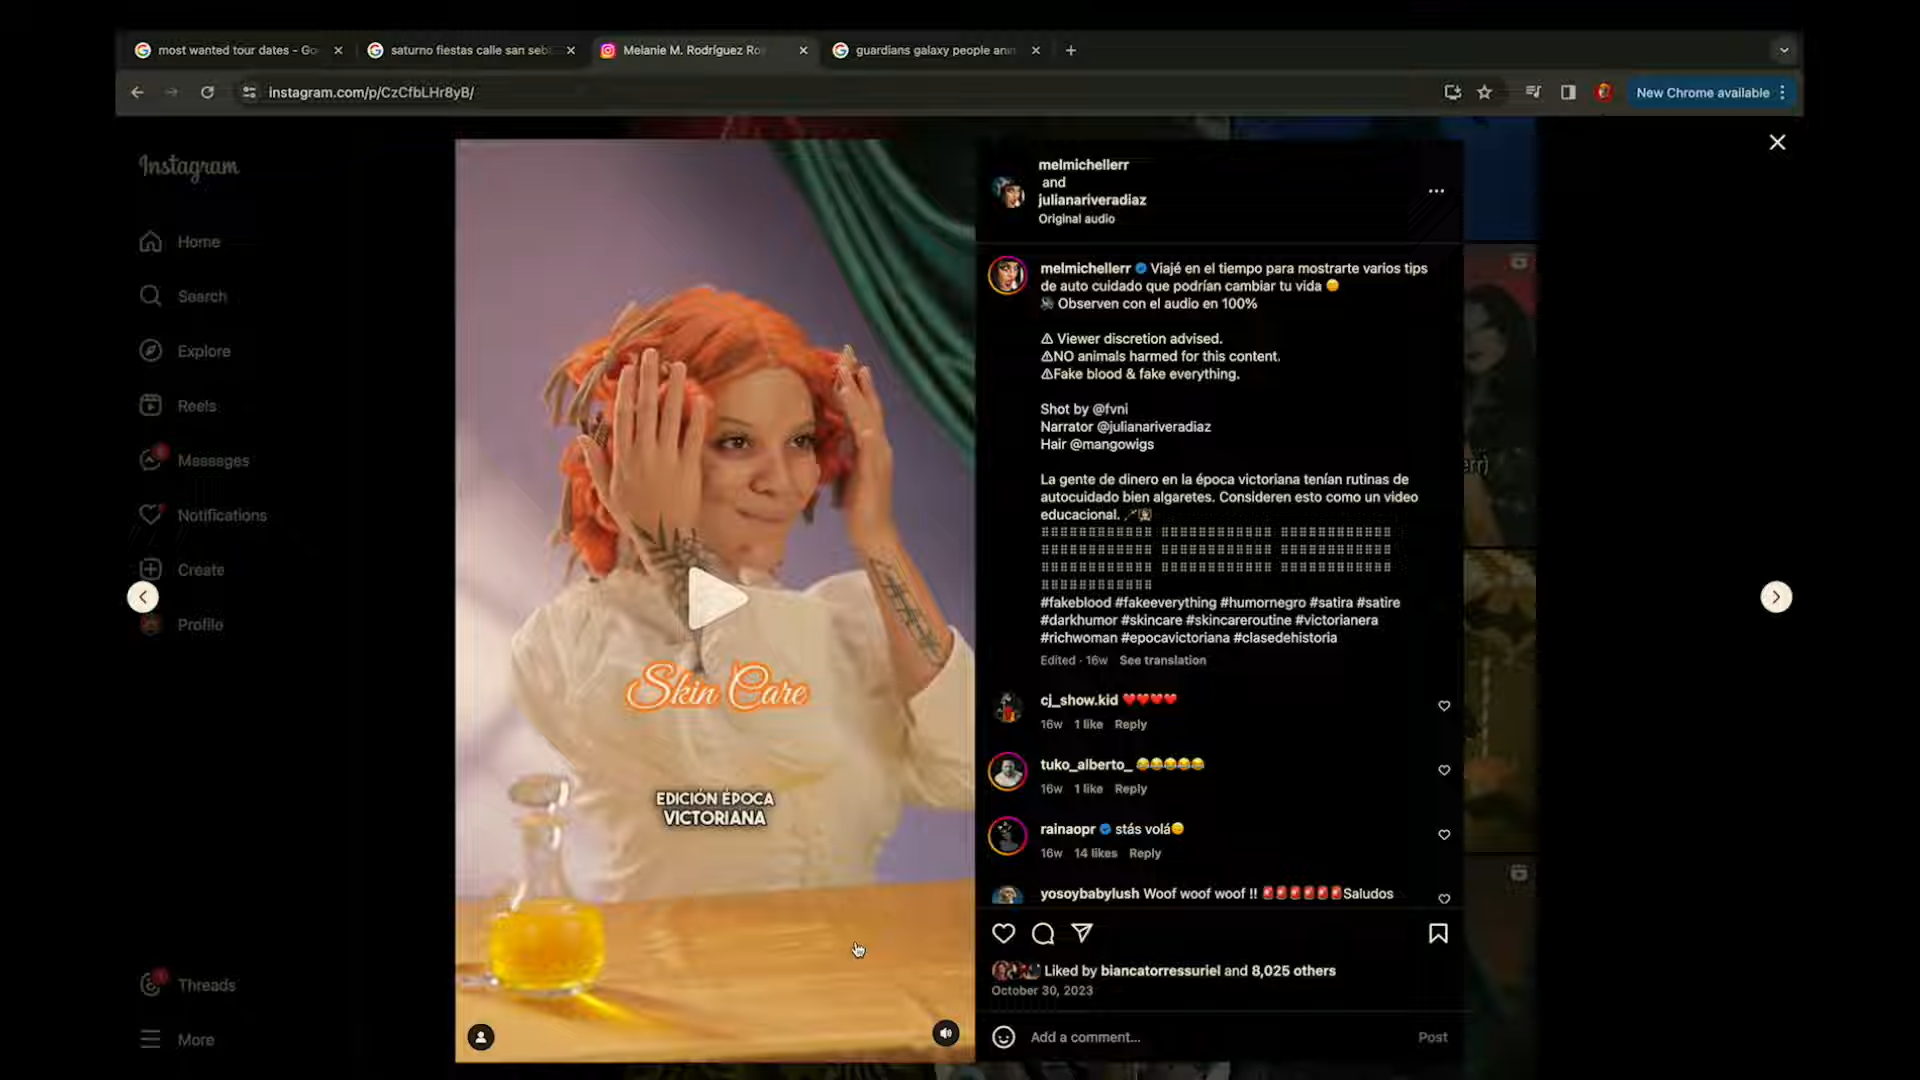 most wanted tour dates - Go
saturno fiestas calle san seb
Melanie M. Rodríguez Ro
guardians galaxy people ani
instagram.com/p/CzCfbLHr8yB/
New Chrome available
Instagram
Home
Search
Explore
Reels
Messages
Notifications
Create
Profile
Threads
More
Skin Care
EDICIÓN ÉPOCA
VICTORIANA
melmichellerr
and
julianariveradiaz
Original audio
melmichellerr Viajé en el tiempo para mostrarte varios tips
de auto cuidado que podrían cambiar tu vida
Observen con el audio en 100%
⚠ Viewer discretion advised.
⚠NO animals harmed for this content.
⚠Fake blood & fake everything.
Shot by @fvni
Narrator @julianariveradiaz
Hair @mangowigs
La gente de dinero en la época victoriana tenían rutinas de
autocuidado bien algaretes. Consideren esto como un video
educacional.
#fakeblood #fakeeverything #humornegro #satira #satire
#darkhumor #skincare #skincareroutine #victorianera
#richwoman #epocavictoriana #clasedehistoria
Edited · 16w See translation
cj_show.kid ❤❤❤❤
16w 1 like Reply
tuko_alberto_ 😂😂😂😂😂
16w 1 like Reply
rainaopr stás volá
16w 14 likes Reply
yosoybabylush Woof woof woof !! 🚨🚨🚨🚨🚨🚨Saludos
Liked by biancatorressuriel and 8,025 others
October 30, 2023
Add a comment...
Post